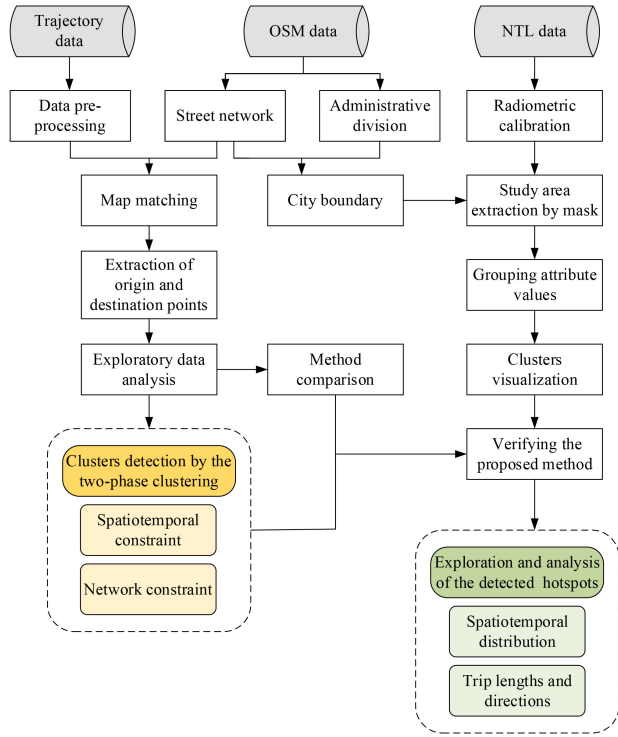 Trajectory
data
OSM data
NTL data
Data pre-
processing
Street network
Administrative
division
Radiometric
calibration
Map matching
City boundary
Study area
extraction by mask
Extraction of
origin and
destination points
Grouping attribute
values
Exploratory data
analysis
Method
comparison
Clusters
visualization
Clusters detection by the
two-phase clustering
Spatiotemporal
constraint
Network constraint
Verifying the
proposed method
Exploration and analysis
of the detected hotspots
Spatiotemporal
distribution
Trip lengths and
directions